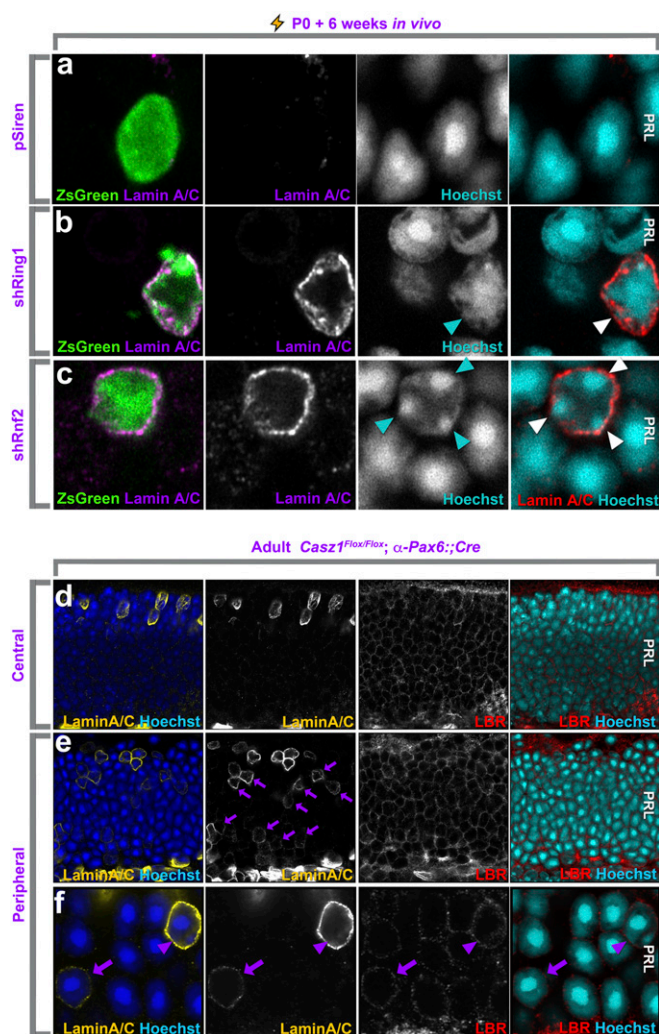 P0 + 6 weeks in vivo
pSiren
a
ZsGreen Lamin A/C
Lamin A/C
Hoechst
PRL
shRing1
b
ZsGreen Lamin A/C
Lamin A/C
Hoechst
PRL
shRnf2
c
ZsGreen Lamin A/C
Lamin A/C
Hoechst
Lamin A/C Hoechst
PRL
Adult Casz1Flox/Flox; α-Pax6::Cre
Central
d
LaminA/C Hoechst
LaminA/C
LBR
LBR Hoechst
PRL
Peripheral
e
LaminA/C Hoechst
LaminA/C
LBR
LBR Hoechst
PRL
f
LaminA/C Hoechst
LaminA/C
LBR
LBR Hoechst
PRL